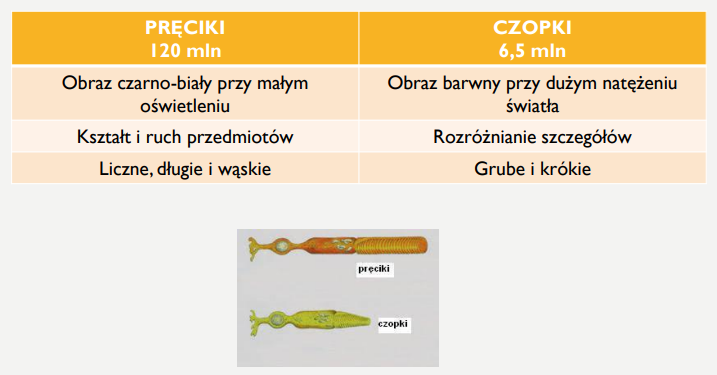 PRĘCIKI
120 mln
CZOPKI
6,5 mln
Obraz czarno-biały przy małym
oświetleniu
Obraz barwny przy dużym natężeniu
światła
Kształt i ruch przedmiotów
Rozróżnianie szczegółów
Liczne, długie i wąskie
Grube i krókie
pręciki
czopki